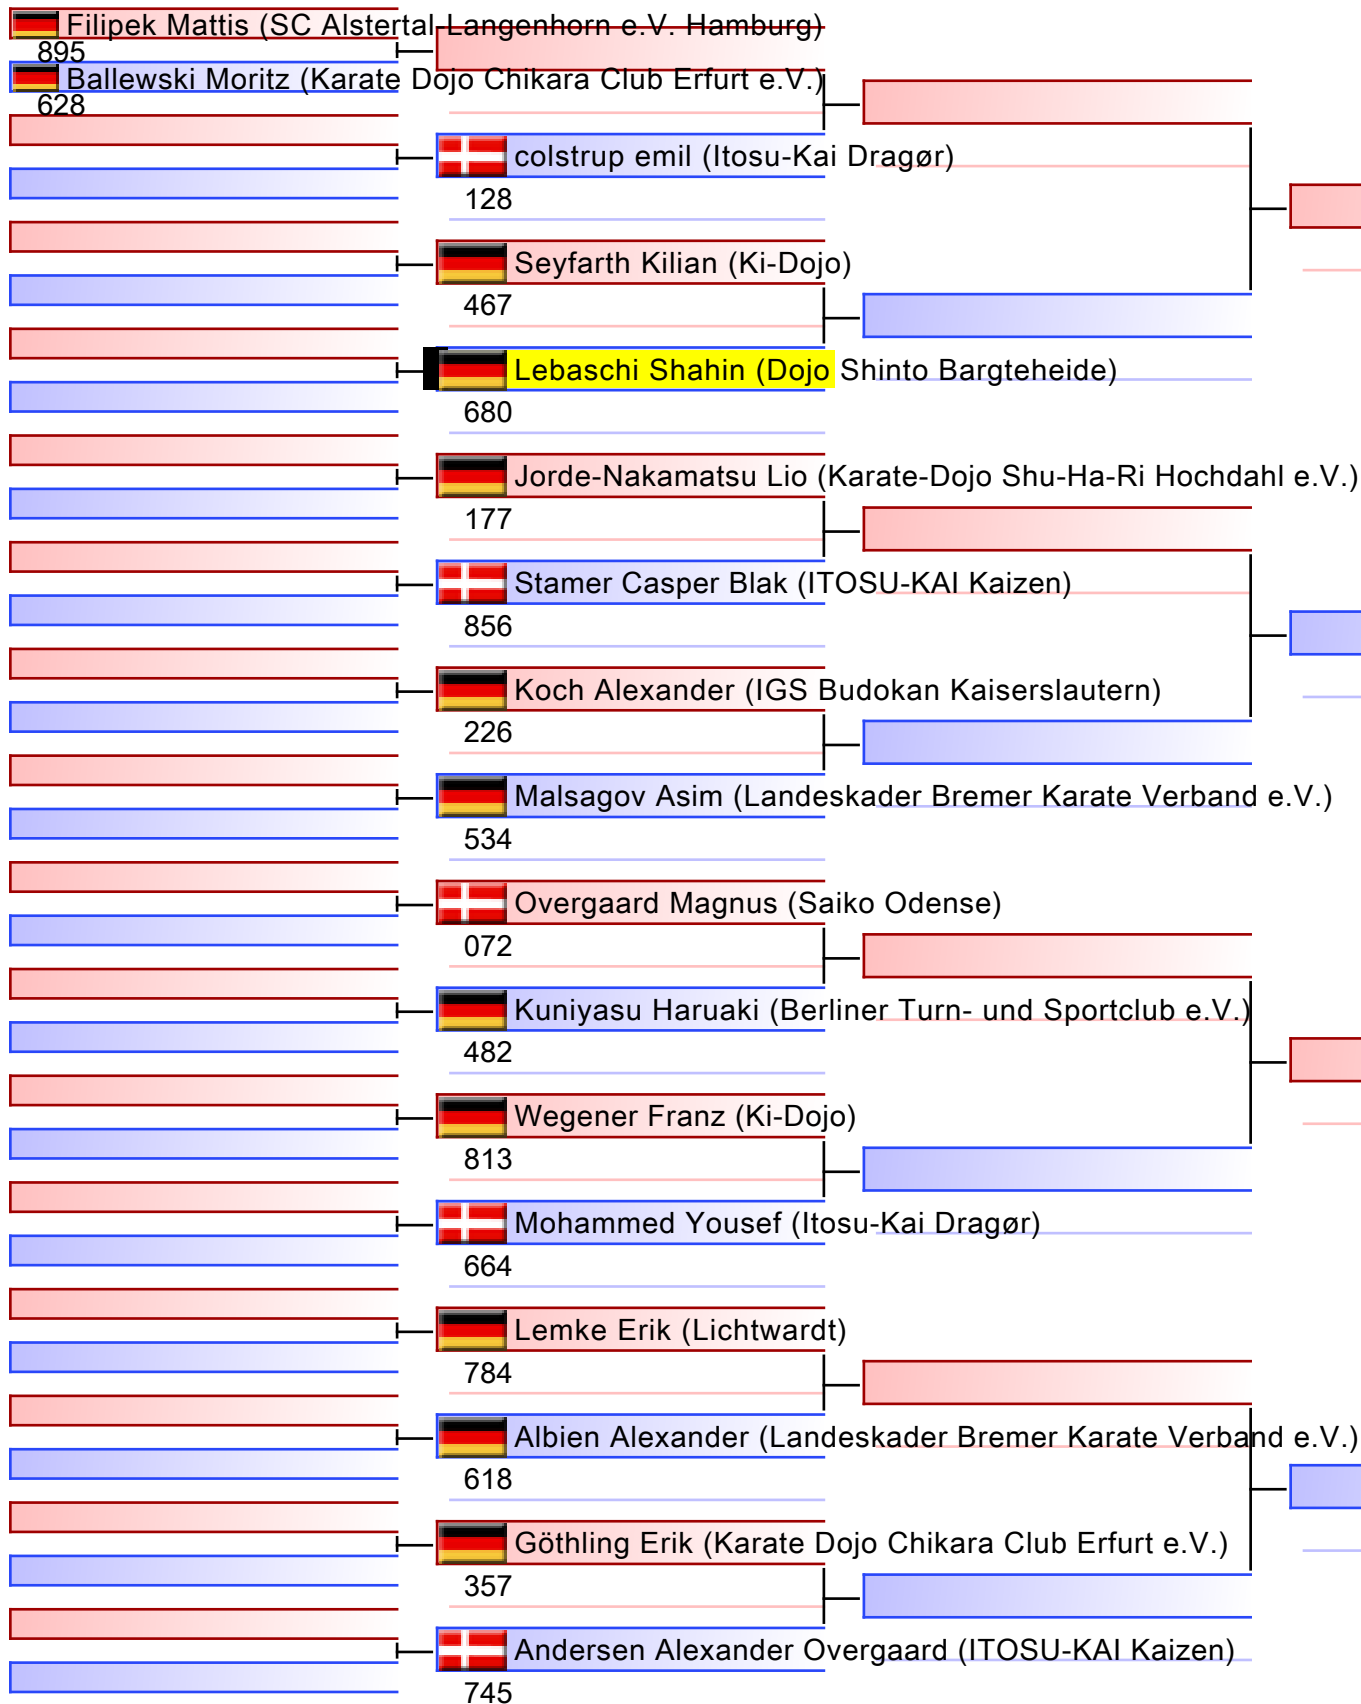 Filipek Mattis (SC Alstertal-Langenhorn e.V. Hamburg)
895
Ballewski Moritz (Karate Dojo Chikara Club Erfurt e.V.)
628
colstrup emil (Itosu-Kai Dragør)
128
Seyfarth Kilian (Ki-Dojo)
467
Lebaschi Shahin (Dojo Shinto Bargteheide)
680
Jorde-Nakamatsu Lio (Karate-Dojo Shu-Ha-Ri Hochdahl e.V.)
177
Stamer Casper Blak (ITOSU-KAI Kaizen)
856
Koch Alexander (IGS Budokan Kaiserslautern)
226
Malsagov Asim (Landeskader Bremer Karate Verband e.V.)
534
Overgaard Magnus (Saiko Odense)
072
Kuniyasu Haruaki (Berliner Turn- und Sportclub e.V.)
482
Wegener Franz (Ki-Dojo)
813
Mohammed Yousef (Itosu-Kai Dragør)
664
Lemke Erik (Lichtwardt)
784
Albien Alexander (Landeskader Bremer Karate Verband e.V.)
618
Göthling Erik (Karate Dojo Chikara Club Erfurt e.V.)
357
Andersen Alexander Overgaard (ITOSU-KAI Kaizen)
745